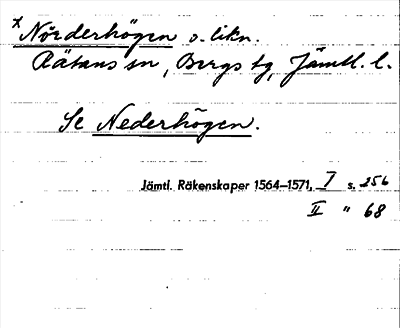 * Nörderhögen o. likn.
Rätans sn, Bergs tg, Jämtl. l.
Se Nederhögen.
Jämtl. Räkenskaper 1564–1571, I s. 256
II " 68